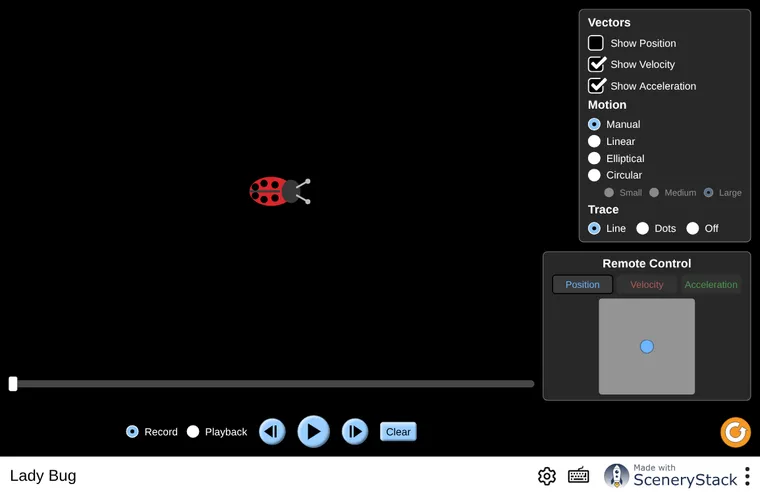 Vectors
Show Position
Show Velocity
Show Acceleration
Motion
Manual
Linear
Elliptical
Circular
Small Medium Large
Trace
Line Dots Off
Remote Control
Position Velocity Acceleration
Record Playback Clear
Lady Bug
Made with
SceneryStack